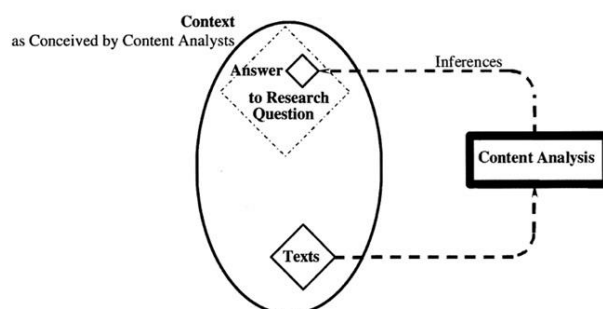 Context
as Conceived by Content Analysts
Answer
to Research
Question
Inferences
Content Analysis
Texts